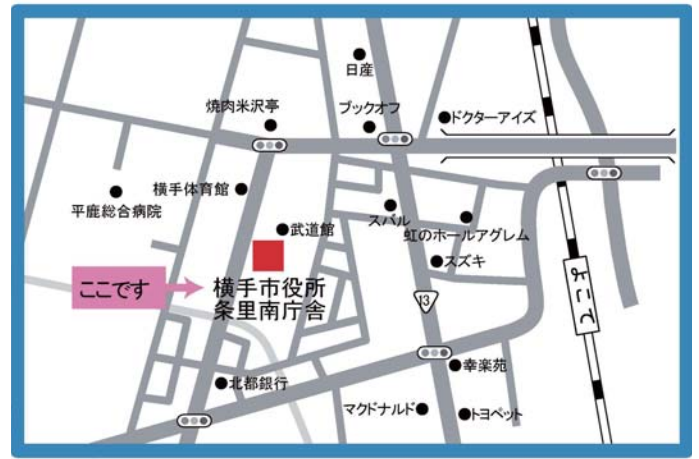 日産
焼肉米沢亭
ブックオフ
ドクターアイズ
横手体育館
平鹿総合病院
武道館
スバル
虹のホールアグレム
スズキ
ここです
横手市役所
条里南庁舎
13
よこて
幸楽苑
北都銀行
マクドナルド
トヨペット